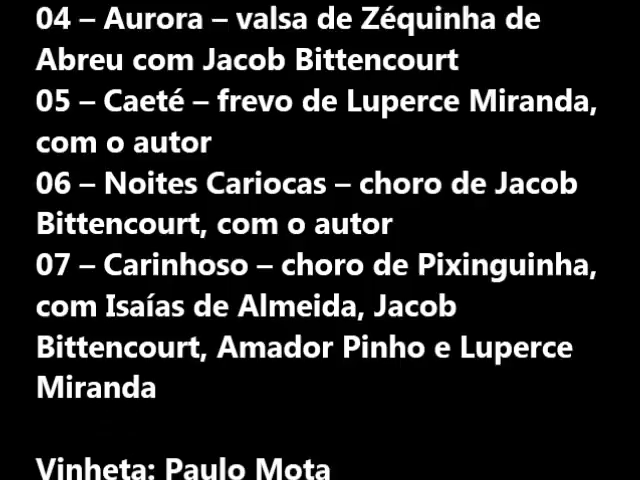 04 – Aurora – valsa de Zéquinha de
Abreu com Jacob Bittencourt
05 – Caeté – frevo de Luperce Miranda,
com o autor
06 – Noites Cariocas – choro de Jacob
Bittencourt, com o autor
07 – Carinhoso – choro de Pixinguinha,
com Isaías de Almeida, Jacob
Bittencourt, Amador Pinho e Luperce
Miranda
Vinheta: Paulo Mota